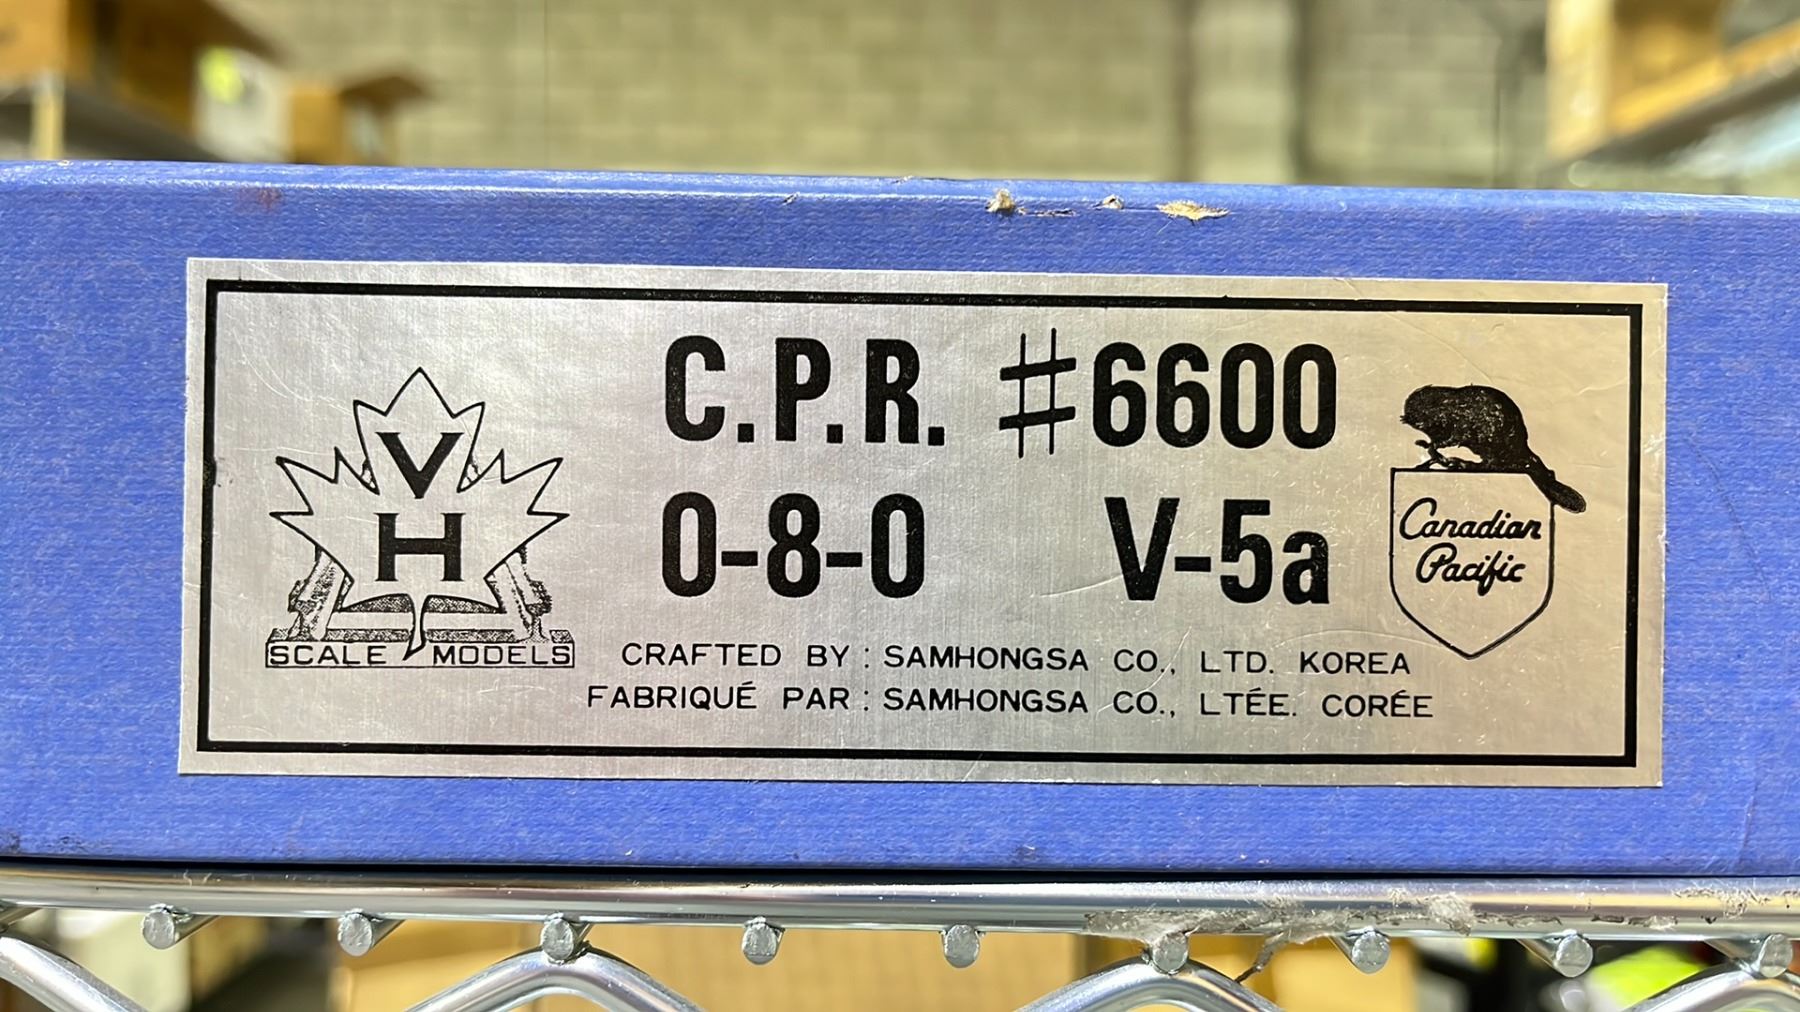 C.P.R. #6600
0-8-0 V-5a
V
H
SCALE MODELS
Canadian
Pacific
CRAFTED BY : SAMHONGSA CO., LTD. KOREA
FABRIQUÉ PAR : SAMHONGSA CO., LTÉE. CORÉE